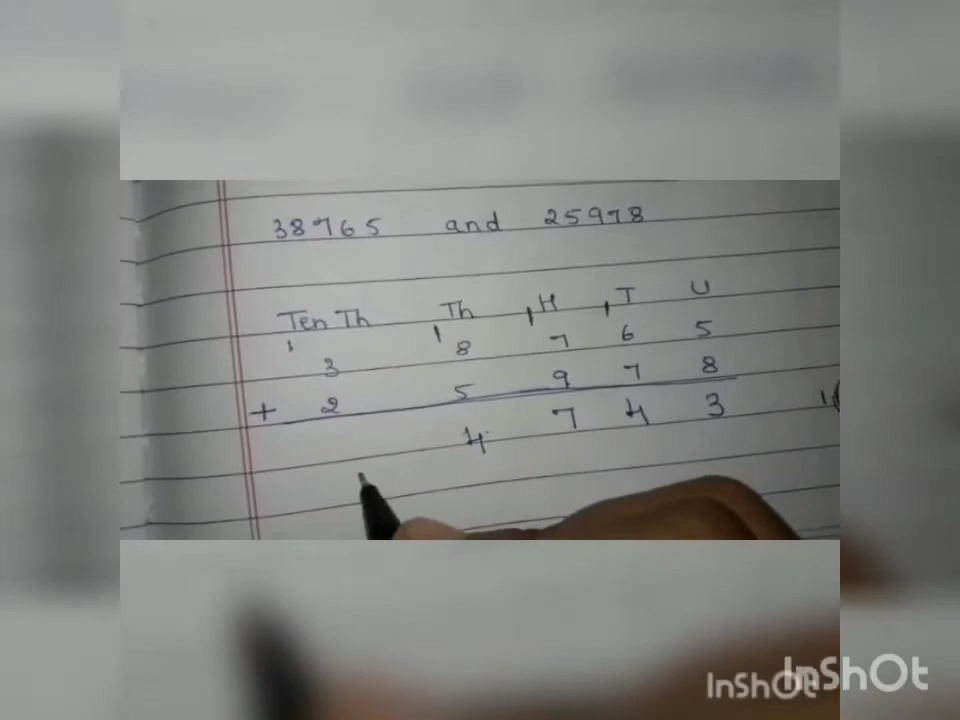 38765 and 25978
Ten Th Th H T U
1 1 1 1
3 8 7 6 5
+ 2 5 9 7 8
4 7 4 3
InShOt InShOt